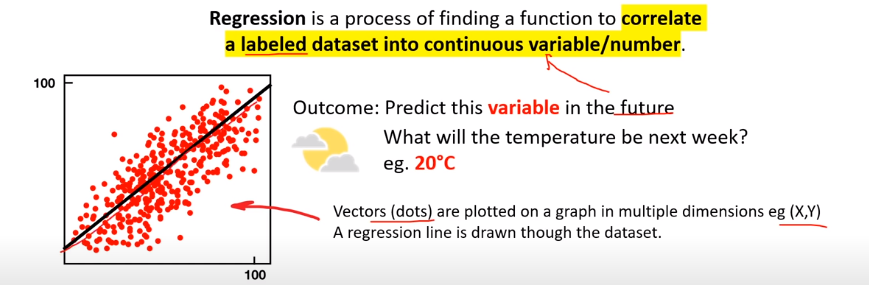 Regression is a process of finding a function to correlate
a labeled dataset into continuous variable/number.
100
Outcome: Predict this variable in the future
What will the temperature be next week?
eg. 20°C
Vectors (dots) are plotted on a graph in multiple dimensions eg (X,Y)
A regression line is drawn though the dataset.
100